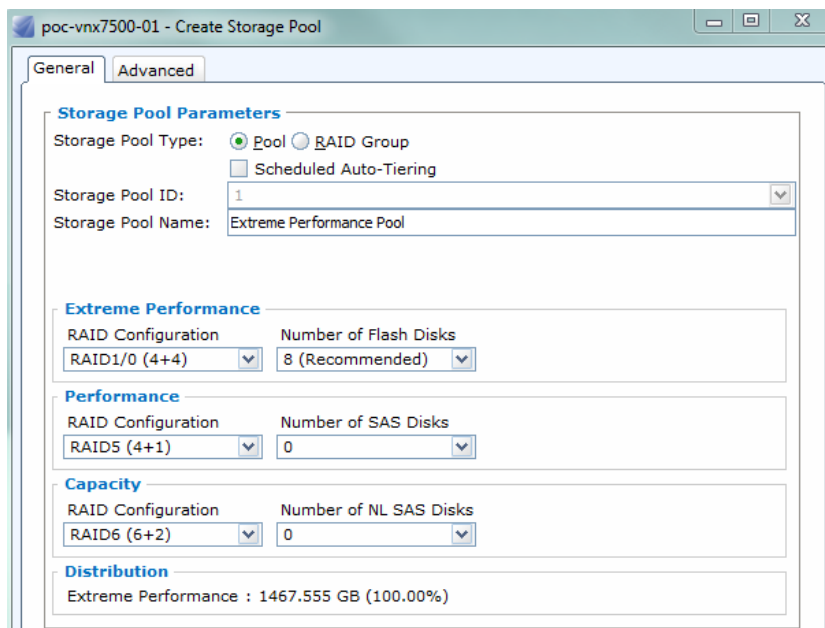 poc-vnx7500-01 - Create Storage Pool
General Advanced
Storage Pool Parameters
Storage Pool Type: Pool RAID Group
Scheduled Auto-Tiering
Storage Pool ID: 1
Storage Pool Name: Extreme Performance Pool
Extreme Performance
RAID Configuration Number of Flash Disks
RAID1/0 (4+4) 8 (Recommended)
Performance
RAID Configuration Number of SAS Disks
RAID5 (4+1) 0
Capacity
RAID Configuration Number of NL SAS Disks
RAID6 (6+2) 0
Distribution
Extreme Performance : 1467.555 GB (100.00%)